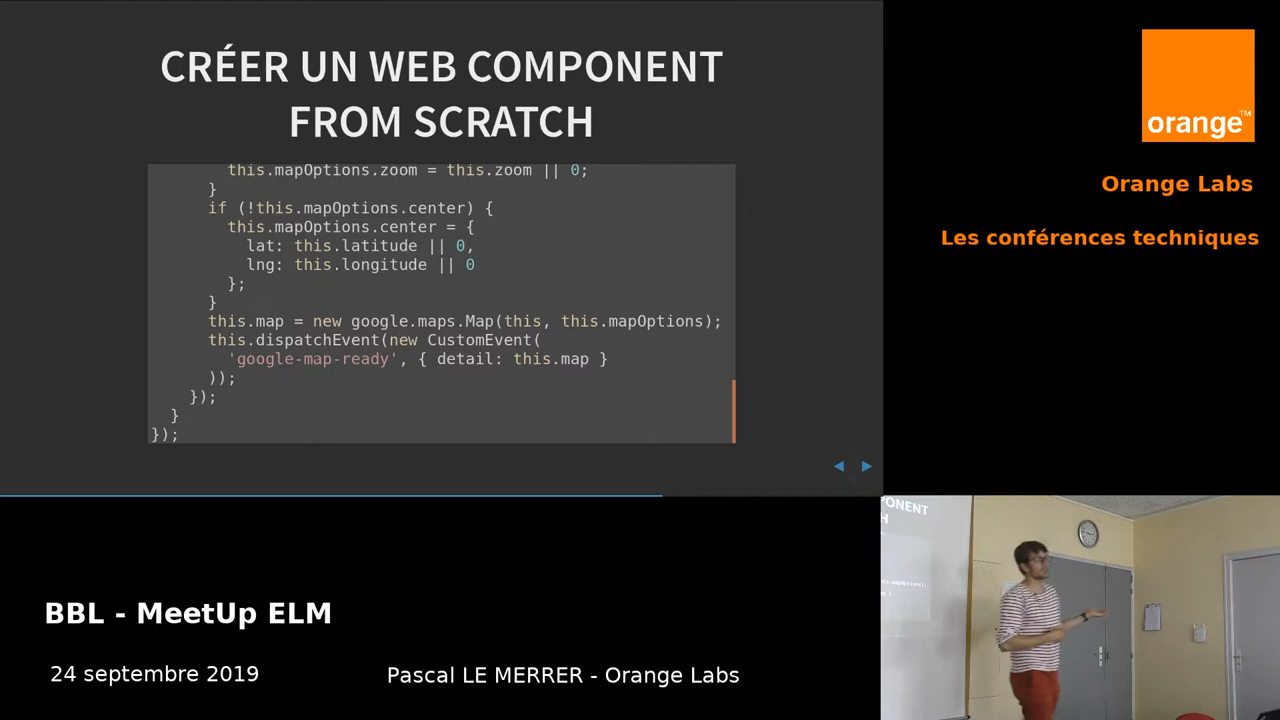 CRÉER UN WEB COMPONENT
FROM SCRATCH
this.mapOptions.zoom = this.zoom || 0;
}
if (!this.mapOptions.center) {
this.mapOptions.center = {
lat: this.latitude || 0,
lng: this.longitude || 0
};
}
this.map = new google.maps.Map(this, this.mapOptions);
this.dispatchEvent(new CustomEvent(
'google-map-ready', { detail: this.map }
));
});
}
});
orange™
Orange Labs
Les conférences techniques
PONENT
H
BBL - MeetUp ELM
24 septembre 2019
Pascal LE MERRER - Orange Labs